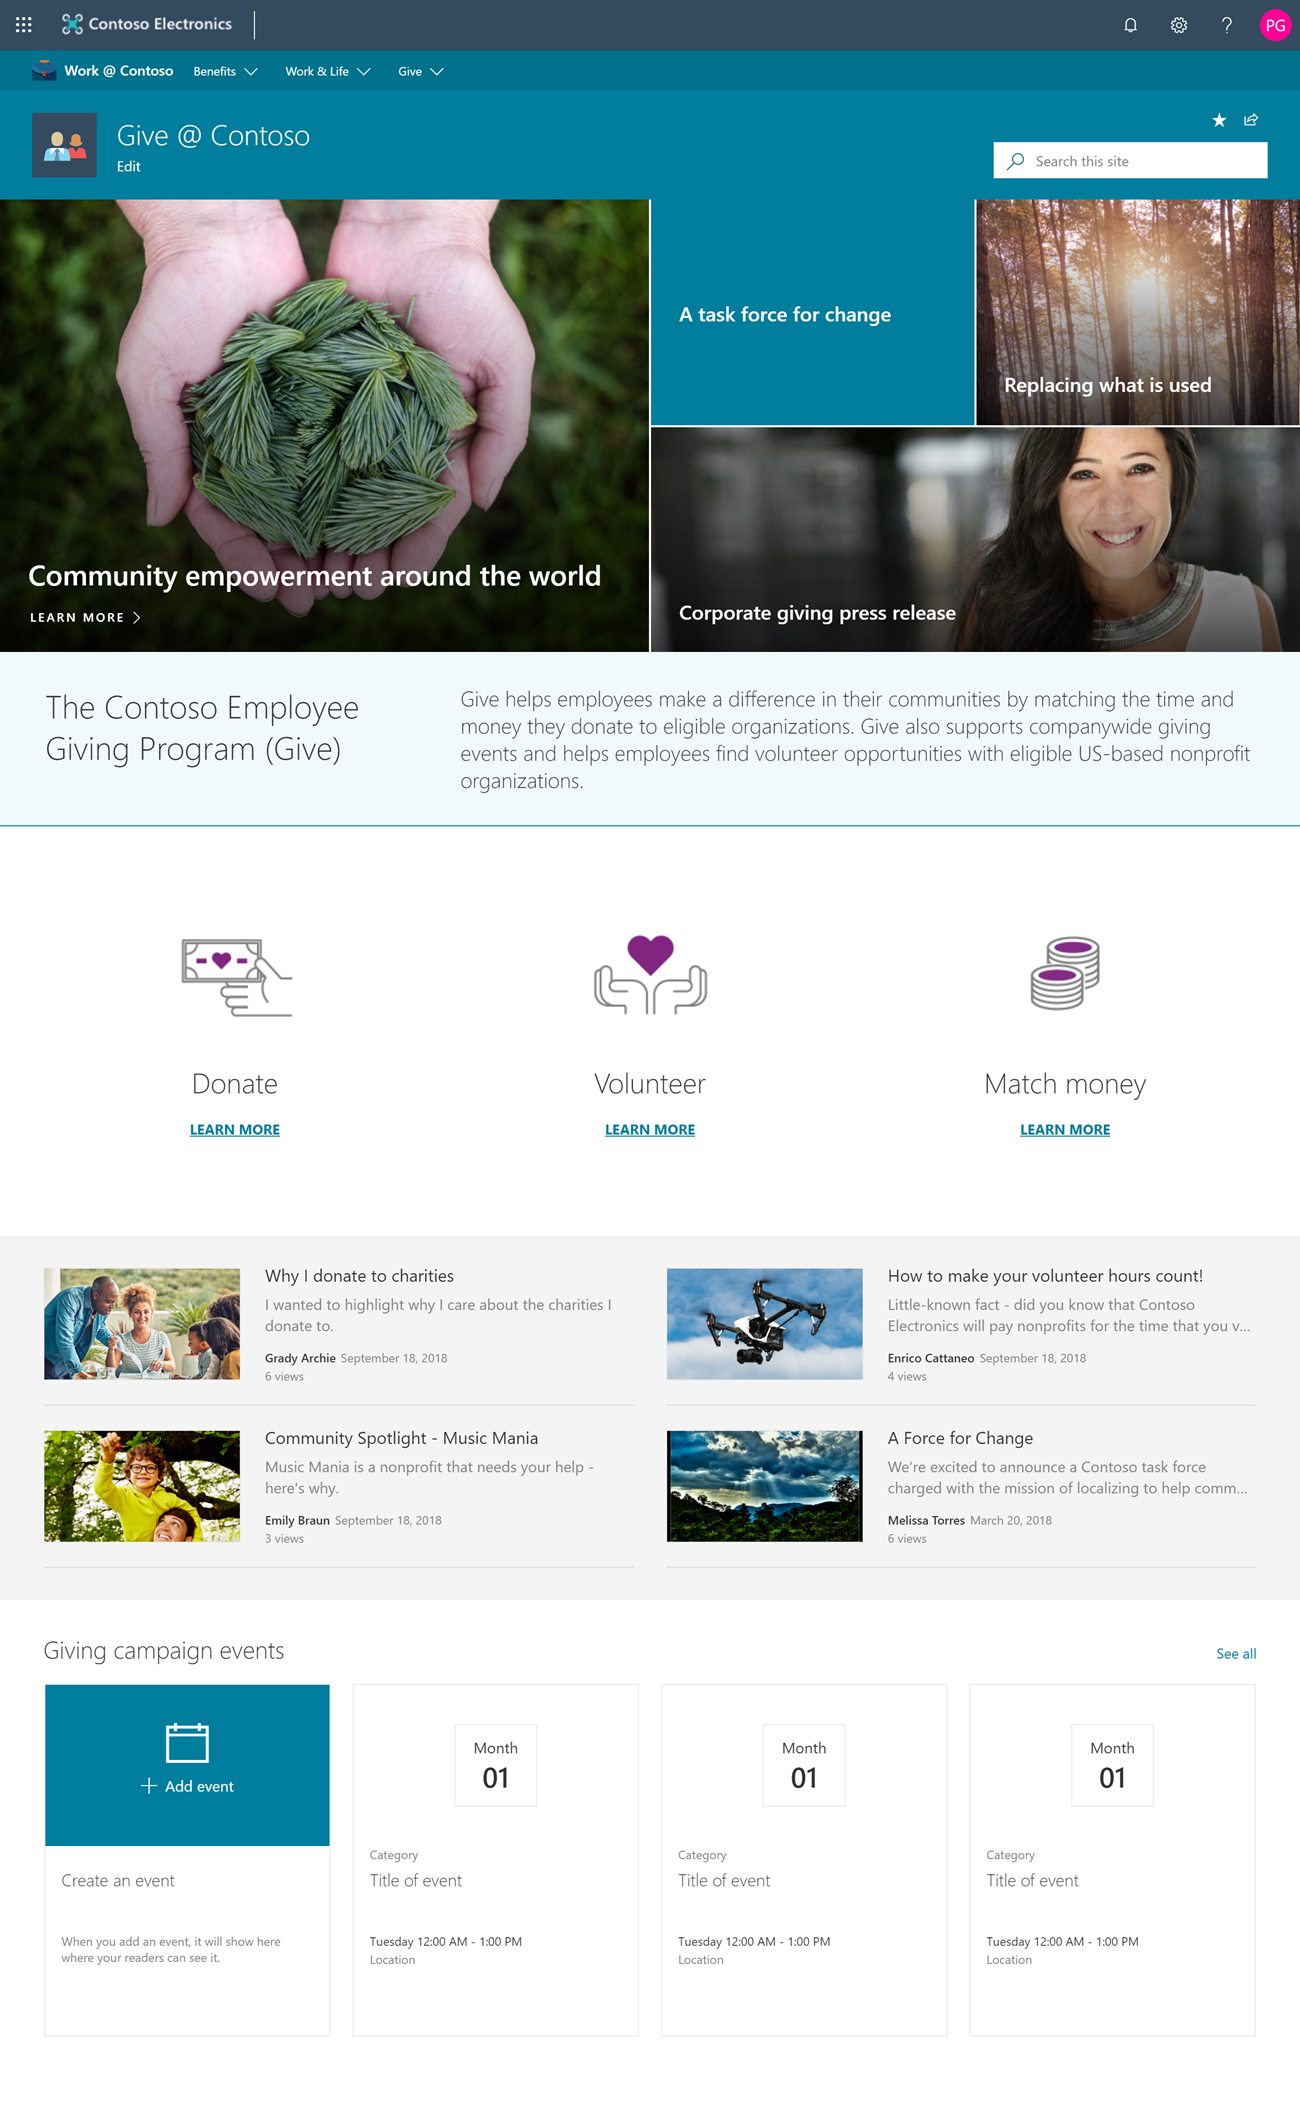 Contoso Electronics
PG
Work @ Contoso
Benefits
Work & Life
Give
Give @ Contoso
Edit
Search this site
A task force for change
Replacing what is used
Community empowerment around the world
LEARN MORE
Corporate giving press release
The Contoso Employee
Giving Program (Give)
Give helps employees make a difference in their communities by matching the time and
money they donate to eligible organizations. Give also supports companywide giving
events and helps employees find volunteer opportunities with eligible US-based nonprofit
organizations.
Donate
LEARN MORE
Volunteer
LEARN MORE
Match money
LEARN MORE
Why I donate to charities
I wanted to highlight why I care about the charities I
donate to.
Grady Archie September 18, 2018
6 views
How to make your volunteer hours count!
Little-known fact - did you know that Contoso
Electronics will pay nonprofits for the time that you v...
Enrico Cattaneo September 18, 2018
4 views
Community Spotlight - Music Mania
Music Mania is a nonprofit that needs your help -
here's why.
Emily Braun September 18, 2018
3 views
A Force for Change
We're excited to announce a Contoso task force
charged with the mission of localizing to help comm...
Melissa Torres March 20, 2018
6 views
Giving campaign events
See all
Add event
Create an event
When you add an event, it will show here
where your readers can see it.
Month
01
Category
Title of event
Tuesday 12:00 AM - 1:00 PM
Location
Month
01
Category
Title of event
Tuesday 12:00 AM - 1:00 PM
Location
Month
01
Category
Title of event
Tuesday 12:00 AM - 1:00 PM
Location